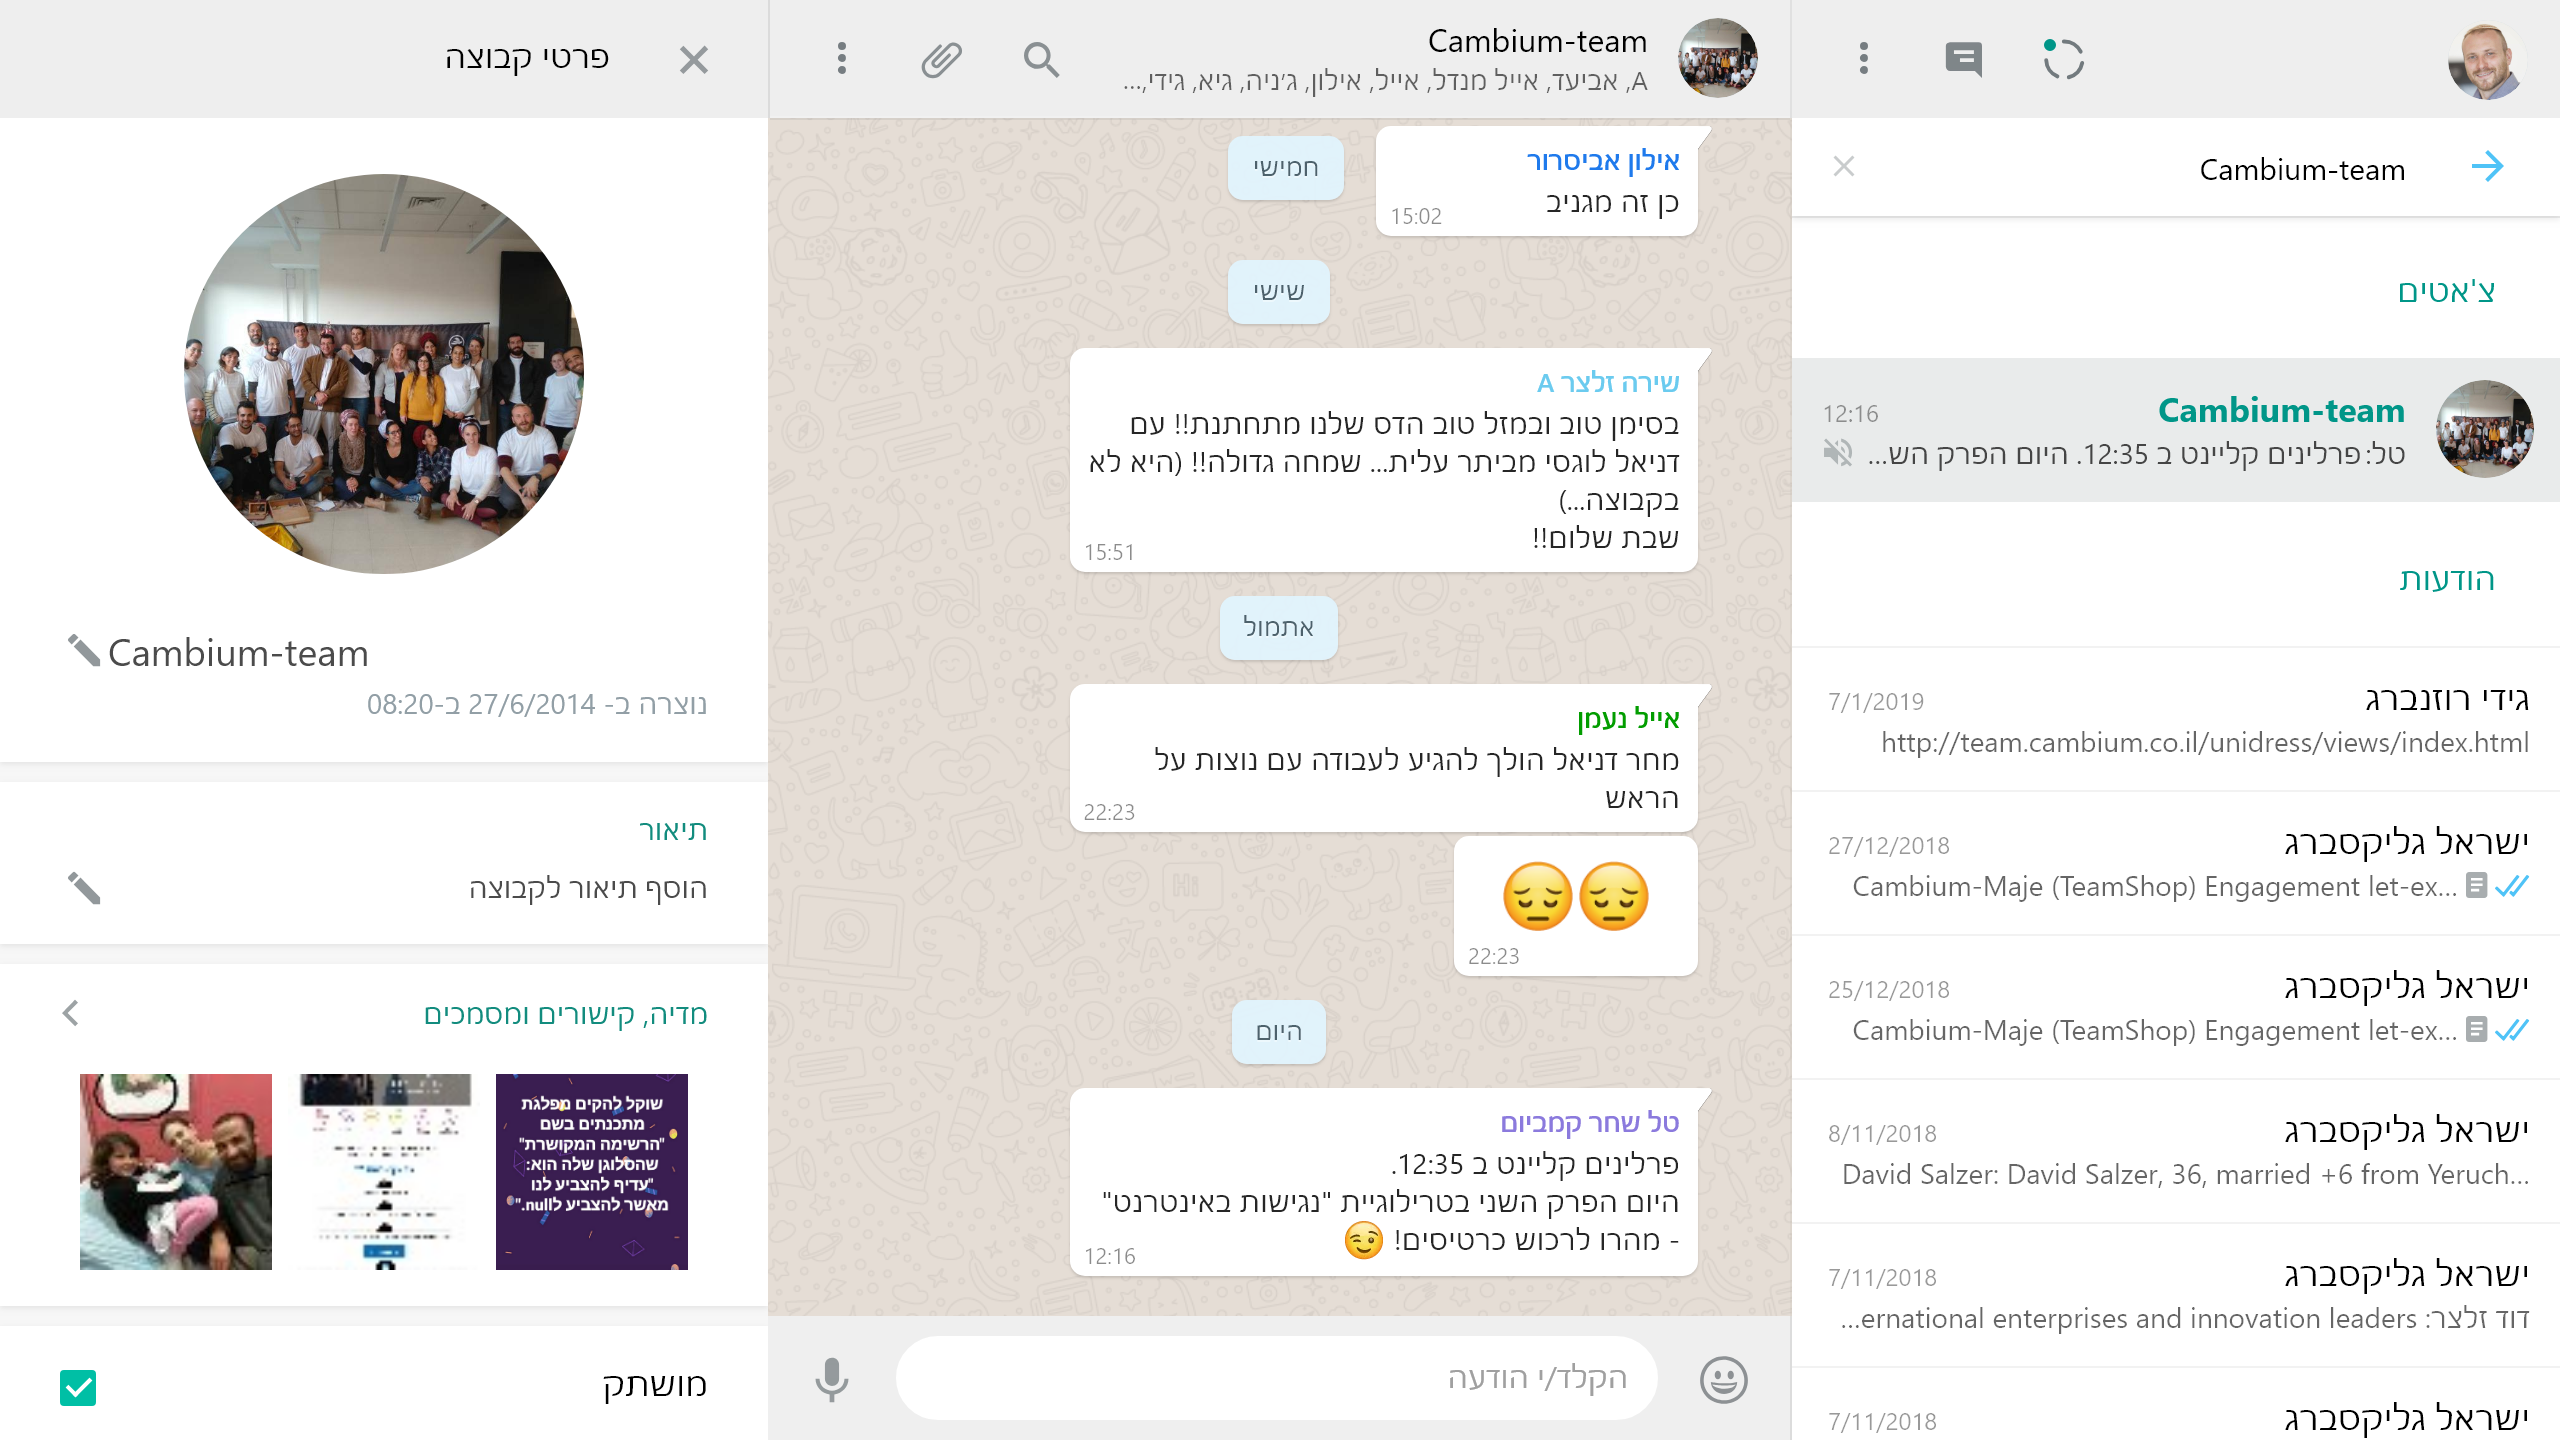 Cambium-team
צ'אטים
Cambium-team
12:16
טל: פרלינים קליינט ב 12:35. היום הפרק הש...
הודעות
גידי רוזנברג
7/1/2019
http://team.cambium.co.il/unidress/views/index.html
ישראל גליקסברג
27/12/2018
Cambium-Maje (TeamShop) Engagement let-ex...
ישראל גליקסברג
25/12/2018
Cambium-Maje (TeamShop) Engagement let-ex...
ישראל גליקסברג
8/11/2018
David Salzer: David Salzer, 36, married +6 from Yeruch...
ישראל גליקסברג
7/11/2018
דוד זלצר: ernational enterprises and innovation leaders...
ישראל גליקסברג
7/11/2018
Cambium-team
A, אביעד, אייל מנדל, אייל, אילון, ג׳ניה, גיא, גידי,...
חמישי
אילון אביסרור
כן זה מגניב
15:02
שישי
שירה זלצר A
בסימן טוב ובמזל טוב הדס שלנו מתחתנת!! עם
דניאל לוגסי מביתר עלית... שמחה גדולה!! (היא לא
בקבוצה...)
שבת שלום!!
15:51
אתמול
אייל נעמן
מחר דניאל הולך להגיע לעבודה עם נוצות על
הראש
22:23
😔😔
22:23
היום
טל שחר קמביום
פרלינים קליינט ב 12:35.
היום הפרק השני בטרילוגיית "נגישות באינטרנט"
- מהרו לרכוש כרטיסים! 😉
12:16
הקלד/י הודעה
פרטי קבוצה
Cambium-team
נוצרה ב- 27/6/2014 ב-08:20
תיאור
הוסף תיאור לקבוצה
מדיה, קישורים ומסמכים
שוקל להקים מפלגת
מתכנתים בשם
"הרשימה המקושרת"
שהסלוגן שלה הוא:
"עדיף להצביע לנו
מאשר להצביע לnull."
מושתק